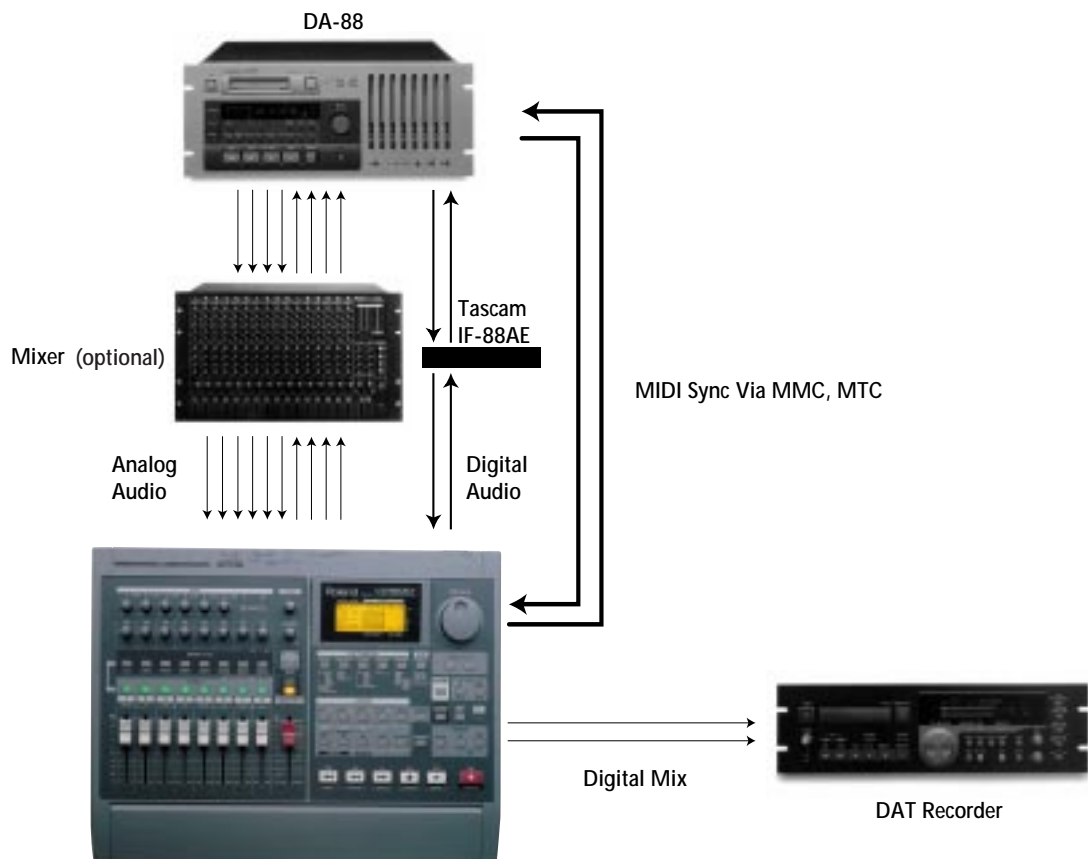 DA-88
Tascam
IF-88AE
Mixer (optional)
MIDI Sync Via MMC, MTC
Analog
Audio
Digital
Audio
Roland
Digital Mix
DAT Recorder